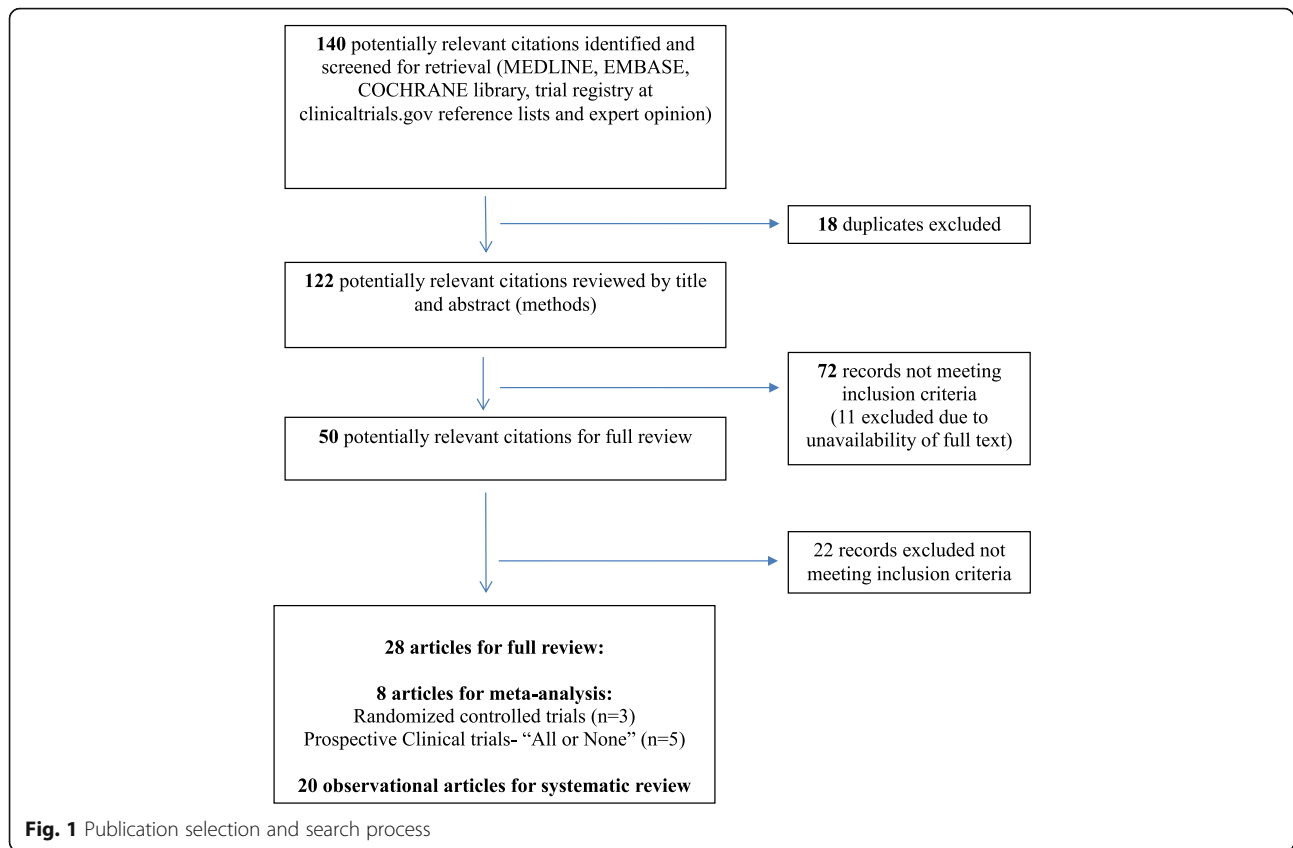 140 potentially relevant citations identified and
screened for retrieval (MEDLINE, EMBASE,
COCHRANE library, trial registry at
clinicaltrials.gov reference lists and expert opinion)
18 duplicates excluded
122 potentially relevant citations reviewed by title
and abstract (methods)
72 records not meeting
inclusion criteria
(11 excluded due to
unavailability of full text)
50 potentially relevant citations for full review
22 records excluded not
meeting inclusion criteria
28 articles for full review:
8 articles for meta-analysis:
Randomized controlled trials (n=3)
Prospective Clinical trials- “All or None” (n=5)
20 observational articles for systematic review
Fig. 1 Publication selection and search process